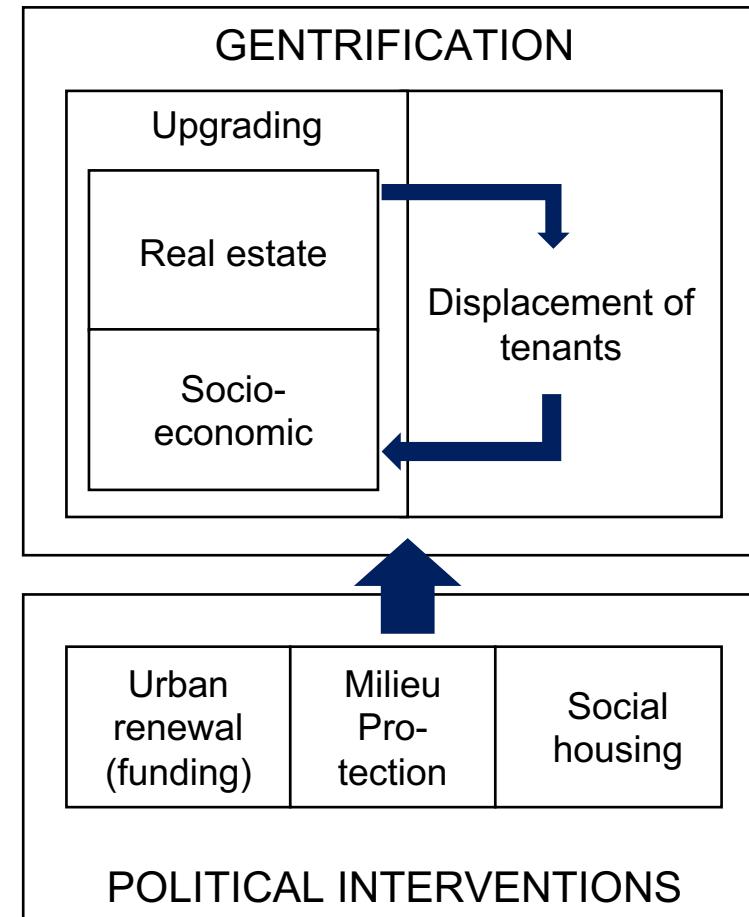 GENTRIFICATION
Upgrading
Real estate
Socio-
economic
Displacement of
tenants
Urban
renewal
(funding)
Milieu
Pro-
tection
Social
housing
POLITICAL INTERVENTIONS